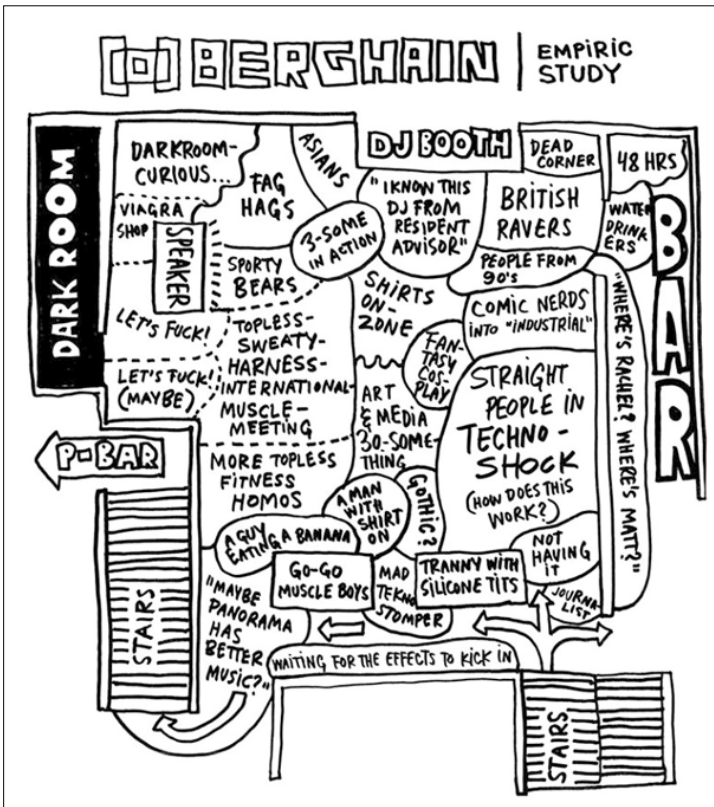 BERGHAIN
EMPIRIC
STUDY
DARK ROOM
DARKROOM-
CURIOUS...
VIAGRA
SHOP
SPEAKER
FAG
HAGS
ASIANS
DJ BOOTH
DEAD
CORNER
48 HRS
BAR
3-SOME
IN ACTION
"I KNOW THIS
DJ FROM
RESIDENT
ADVISOR"
BRITISH
RAVERS
WATER
DRINK
ERS
PEOPLE FROM
90's
SPORTY
BEARS
SHIRTS
ON-
ZONE
COMIC NERDS
INTO "INDUSTRIAL"
"WHERE'S RACHEL? WHERE'S MATT?"
LET'S FUCK!
LET'S FUCK!
(MAYBE)
TOPLESS-
SWEATY-
HARNESS-
INTERNATIONAL-
MUSCLE-
MEETING
FAN-
TASY
COS-
PLAY
ART
& MEDIA
30-SOME-
THING
STRAIGHT
PEOPLE IN
TECHNO-
SHOCK
(HOW DOES THIS
WORK?)
P-BAR
MORE TOPLESS
FITNESS
HOMOS
A MAN
WITH
SHIRT
ON
GOTHIC?
A GUY
EATING A BANANA
NOT
HAVING
IT
STAIRS
GO-GO
MUSCLE BOYS
MAD
TEKNO
STOMPER
TRANNY WITH
SILICONE TITS
JOURNA-
LIST
"MAYBE
PANORAMA
HAS
BETTER
MUSIC?"
WAITING FOR THE EFFECTS TO KICK IN
STAIRS